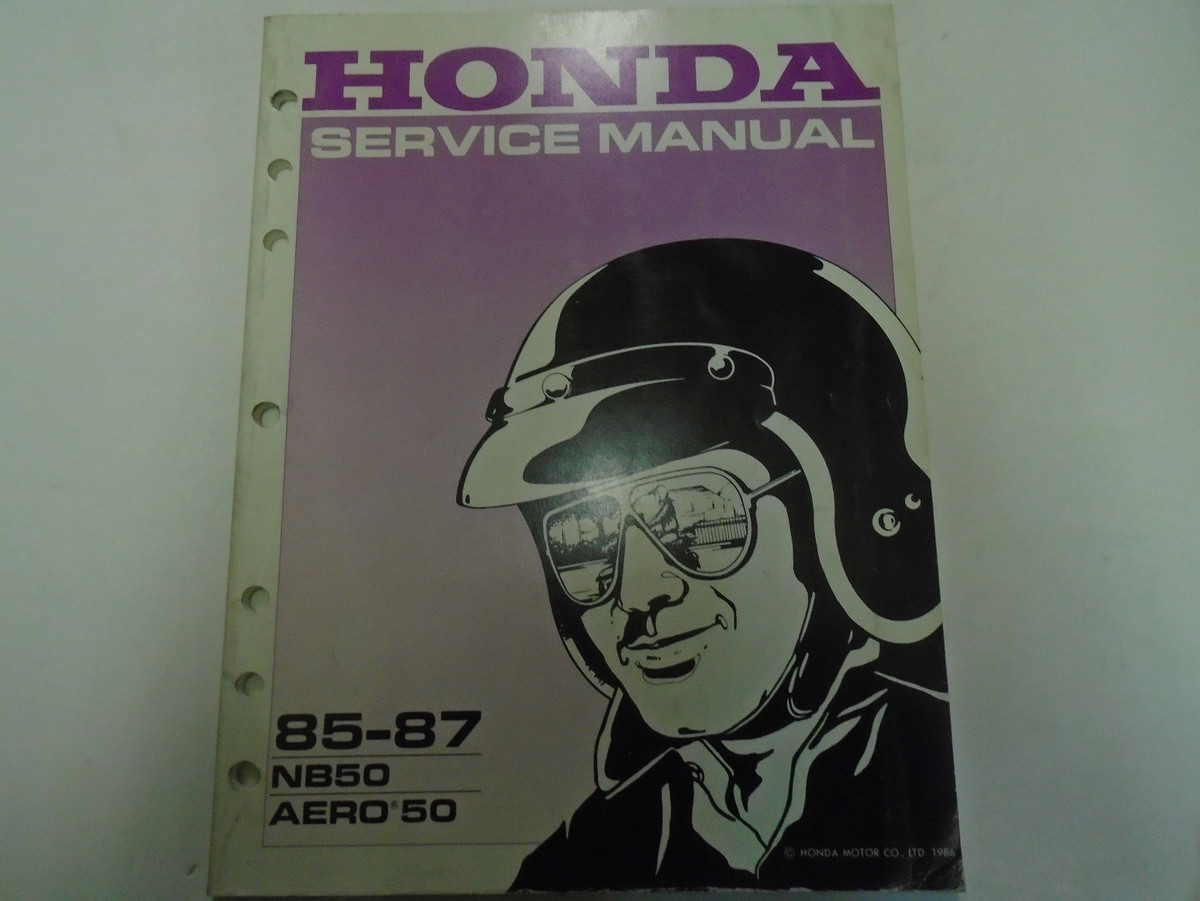 HONDA
SERVICE MANUAL
85-87
NB50
AERO® 50
© HONDA MOTOR CO., LTD. 1986